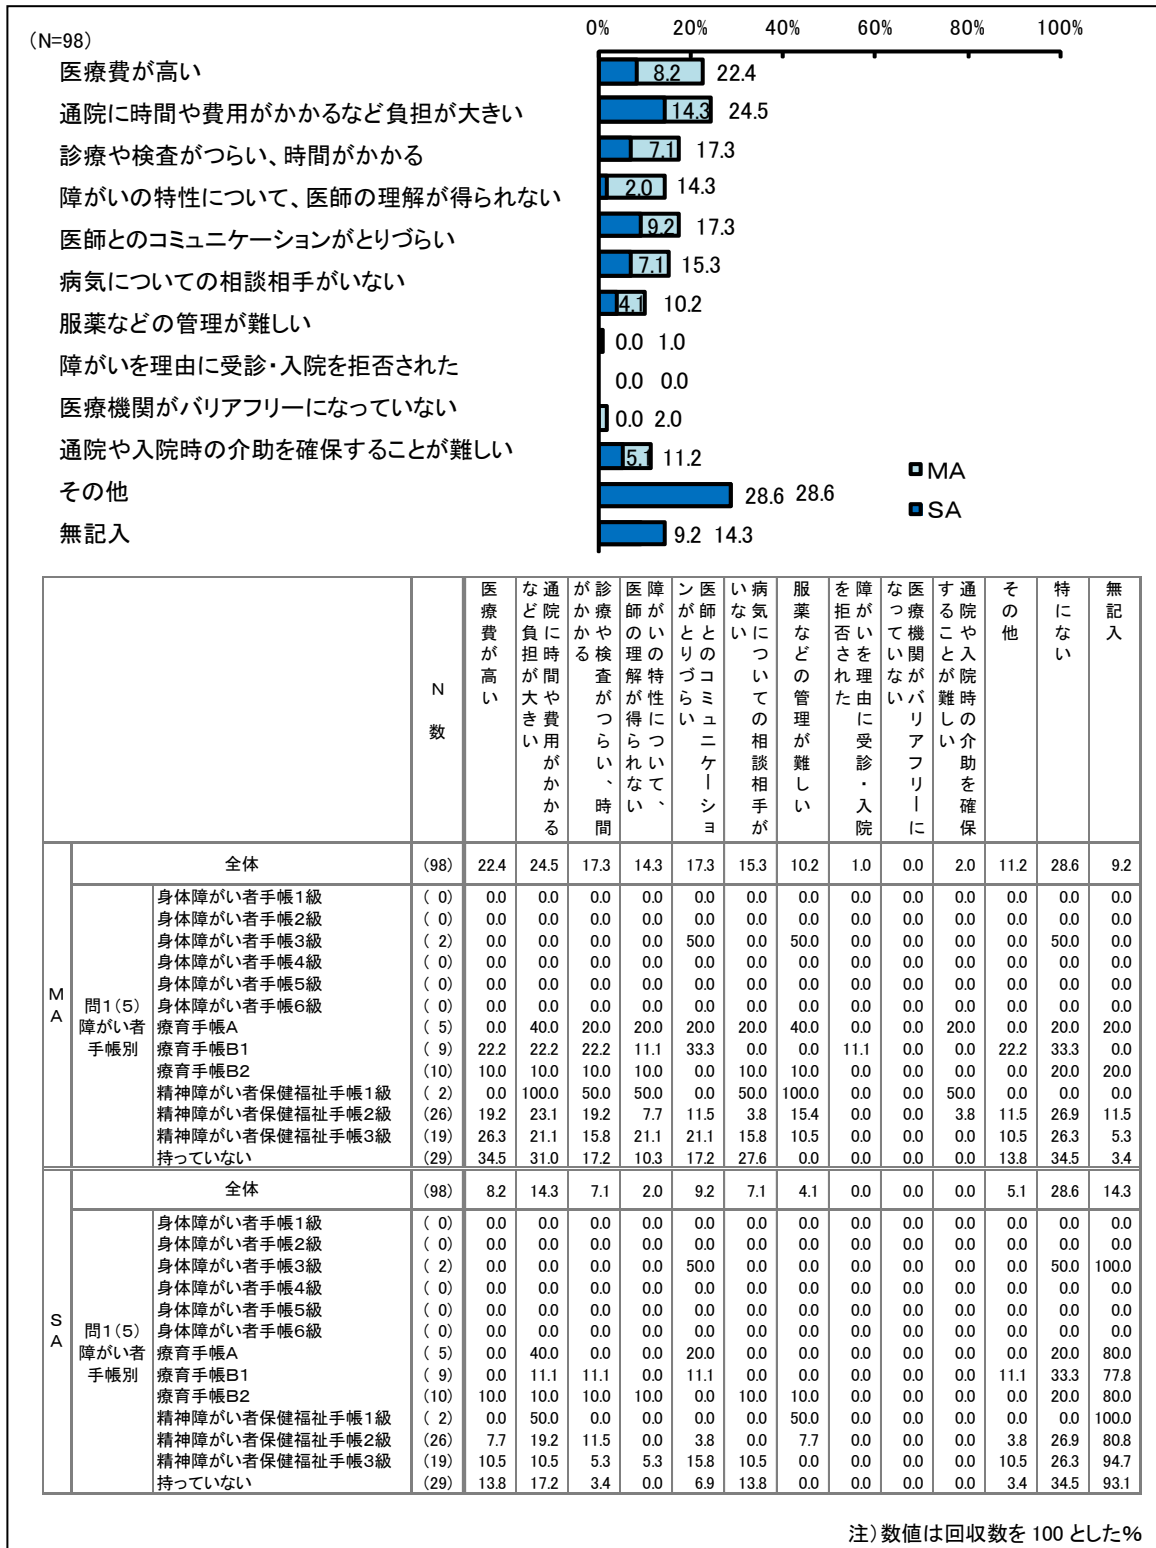 (N=98)
0% 20% 40% 60% 80% 100%
医療費が高い 8.2 22.4
通院に時間や費用がかかるなど負担が大きい 14.3 24.5
診療や検査がつらい、時間がかかる 7.1 17.3
障がいの特性について、医師の理解が得られない 2.0 14.3
医師とのコミュニケーションがとりづらい 9.2 17.3
病気についての相談相手がいない 7.1 15.3
服薬などの管理が難しい 4.1 10.2
障がいを理由に受診・入院を拒否された 0.0 1.0
医療機関がバリアフリーになっていない 0.0 0.0
通院や入院時の介助を確保することが難しい 0.0 2.0
その他 5.1 11.2
無記入 28.6 28.6
9.2 14.3
MA
SA
N数 医療費が高い 通院に時間や費用がかかるなど負担が大きい 診療や検査がつらい、時間がかかる 障がいの特性について、医師の理解が得られない 医師とのコミュニケーションがとりづらい 病気についての相談相手がいない 服薬などの管理が難しい 障がいを理由に受診・入院を拒否された 医療機関がバリアフリーになっていない 通院や入院時の介助を確保することが難しい その他 特にない 無記入
MA
全体 (98) 22.4 24.5 17.3 14.3 17.3 15.3 10.2 1.0 0.0 2.0 11.2 28.6 9.2
問1(5)障がい者手帳別
身体障がい者手帳1級 ( 0) 0.0 0.0 0.0 0.0 0.0 0.0 0.0 0.0 0.0 0.0 0.0 0.0 0.0
身体障がい者手帳2級 ( 0) 0.0 0.0 0.0 0.0 0.0 0.0 0.0 0.0 0.0 0.0 0.0 0.0 0.0
身体障がい者手帳3級 ( 2) 0.0 0.0 0.0 0.0 50.0 0.0 50.0 0.0 0.0 0.0 0.0 50.0 0.0
身体障がい者手帳4級 ( 0) 0.0 0.0 0.0 0.0 0.0 0.0 0.0 0.0 0.0 0.0 0.0 0.0 0.0
身体障がい者手帳5級 ( 0) 0.0 0.0 0.0 0.0 0.0 0.0 0.0 0.0 0.0 0.0 0.0 0.0 0.0
身体障がい者手帳6級 ( 0) 0.0 0.0 0.0 0.0 0.0 0.0 0.0 0.0 0.0 0.0 0.0 0.0 0.0
療育手帳A ( 5) 0.0 40.0 20.0 20.0 20.0 20.0 40.0 0.0 0.0 20.0 0.0 20.0 20.0
療育手帳B1 ( 9) 22.2 22.2 22.2 11.1 33.3 0.0 0.0 11.1 0.0 0.0 22.2 33.3 0.0
療育手帳B2 (10) 10.0 10.0 10.0 10.0 0.0 10.0 10.0 0.0 0.0 0.0 0.0 20.0 20.0
精神障がい者保健福祉手帳1級 ( 2) 0.0 100.0 50.0 50.0 0.0 50.0 100.0 0.0 0.0 50.0 0.0 0.0 0.0
精神障がい者保健福祉手帳2級 (26) 19.2 23.1 19.2 7.7 11.5 3.8 15.4 0.0 0.0 3.8 11.5 26.9 11.5
精神障がい者保健福祉手帳3級 (19) 26.3 21.1 15.8 21.1 21.1 15.8 10.5 0.0 0.0 0.0 10.5 26.3 5.3
持っていない (29) 34.5 31.0 17.2 10.3 17.2 27.6 0.0 0.0 0.0 0.0 13.8 34.5 3.4
SA
全体 (98) 8.2 14.3 7.1 2.0 9.2 7.1 4.1 0.0 0.0 0.0 5.1 28.6 14.3
問1(5)障がい者手帳別
身体障がい者手帳1級 ( 0) 0.0 0.0 0.0 0.0 0.0 0.0 0.0 0.0 0.0 0.0 0.0 0.0 0.0
身体障がい者手帳2級 ( 0) 0.0 0.0 0.0 0.0 0.0 0.0 0.0 0.0 0.0 0.0 0.0 0.0 0.0
身体障がい者手帳3級 ( 2) 0.0 0.0 0.0 0.0 50.0 0.0 0.0 0.0 0.0 0.0 0.0 50.0 100.0
身体障がい者手帳4級 ( 0) 0.0 0.0 0.0 0.0 0.0 0.0 0.0 0.0 0.0 0.0 0.0 0.0 0.0
身体障がい者手帳5級 ( 0) 0.0 0.0 0.0 0.0 0.0 0.0 0.0 0.0 0.0 0.0 0.0 0.0 0.0
身体障がい者手帳6級 ( 0) 0.0 0.0 0.0 0.0 0.0 0.0 0.0 0.0 0.0 0.0 0.0 0.0 0.0
療育手帳A ( 5) 0.0 40.0 0.0 0.0 20.0 0.0 0.0 0.0 0.0 0.0 0.0 20.0 80.0
療育手帳B1 ( 9) 0.0 11.1 11.1 0.0 11.1 0.0 0.0 0.0 0.0 0.0 11.1 33.3 77.8
療育手帳B2 (10) 10.0 10.0 10.0 10.0 0.0 10.0 10.0 0.0 0.0 0.0 0.0 20.0 80.0
精神障がい者保健福祉手帳1級 ( 2) 0.0 50.0 0.0 0.0 0.0 0.0 50.0 0.0 0.0 0.0 0.0 0.0 100.0
精神障がい者保健福祉手帳2級 (26) 7.7 19.2 11.5 0.0 3.8 0.0 7.7 0.0 0.0 0.0 3.8 26.9 80.8
精神障がい者保健福祉手帳3級 (19) 10.5 10.5 5.3 5.3 15.8 10.5 0.0 0.0 0.0 0.0 10.5 26.3 94.7
持っていない (29) 13.8 17.2 3.4 0.0 6.9 13.8 0.0 0.0 0.0 0.0 3.4 34.5 93.1
注)数値は回収数を100とした%